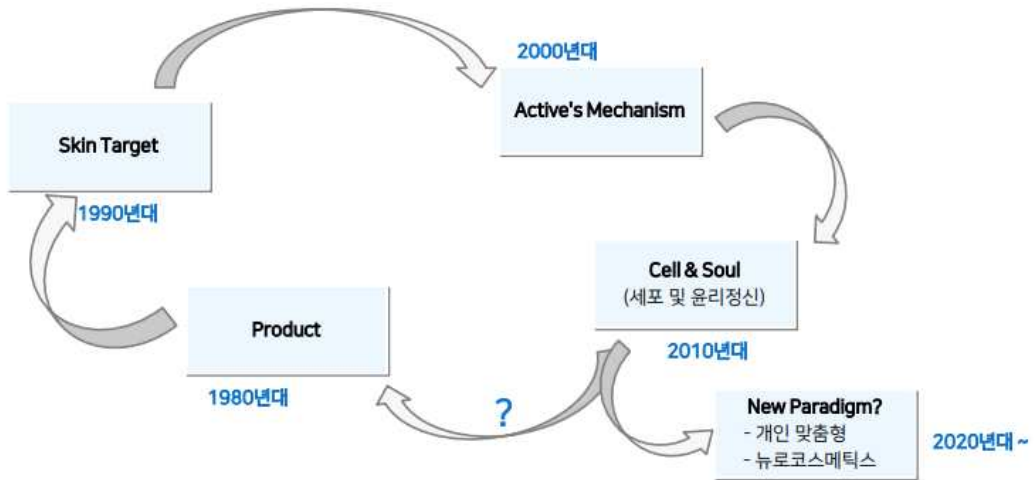 2000년대
Active's Mechanism
Skin Target
1990년대
Cell & Soul
(세포 및 윤리정신)
2010년대
Product
1980년대
?
New Paradigm?
- 개인 맞춤형
- 뉴로코스메틱스
2020년대 ~